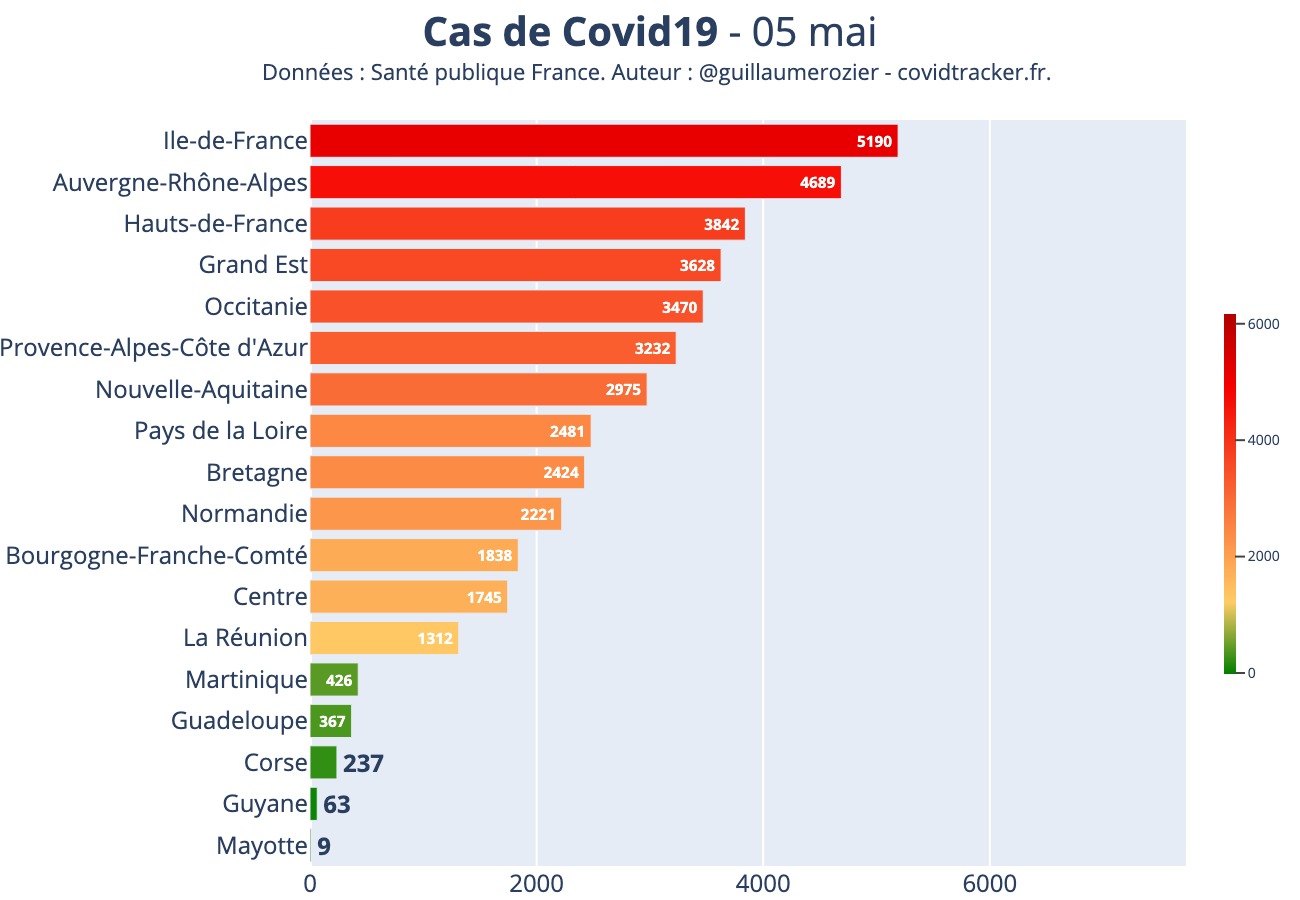 Cas de Covid19 - 05 mai
Données : Santé publique France. Auteur : @guillaumerozier - covidtracker.fr.
Ile-de-France 5190
Auvergne-Rhône-Alpes 4689
Hauts-de-France 3842
Grand Est 3628
Occitanie 3470
Provence-Alpes-Côte d'Azur 3232
Nouvelle-Aquitaine 2975
Pays de la Loire 2481
Bretagne 2424
Normandie 2221
Bourgogne-Franche-Comté 1838
Centre 1745
La Réunion 1312
Martinique 426
Guadeloupe 367
Corse 237
Guyane 63
Mayotte 9
0 2000 4000 6000
6000
4000
2000
0